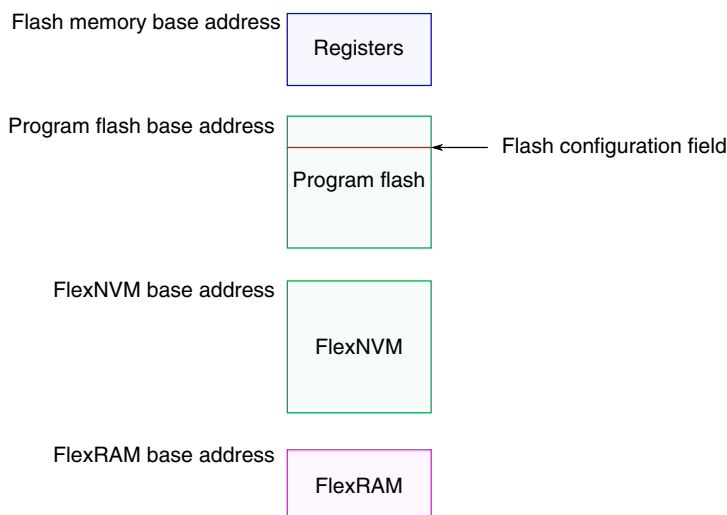 Flash memory base address
Registers
Program flash base address
Flash configuration field
Program flash
FlexNVM base address
FlexNVM
FlexRAM base address
FlexRAM